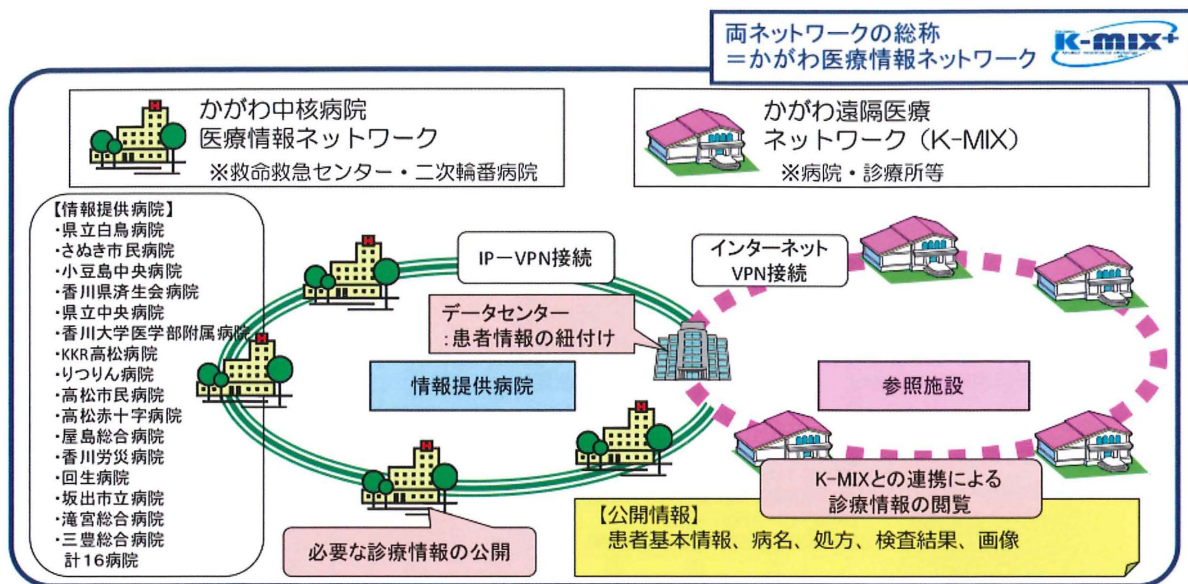 両ネットワークの総称
=かがわ医療情報ネットワーク
K-MIX+
かがわ中核病院
医療情報ネットワーク
※救命救急センター・二次輪番病院
かがわ遠隔医療
ネットワーク(K-MIX)
※病院・診療所等
【情報提供病院】
・県立白鳥病院
・さぬき市民病院
・小豆島中央病院
・香川県済生会病院
・県立中央病院
・香川大学医学部附属病院
・KKR高松病院
・りつりん病院
・高松市民病院
・高松赤十字病院
・屋島総合病院
・香川労災病院
・回生病院
・坂出市立病院
・滝宮総合病院
・三豊総合病院
計16病院
IP-VPN接続
インターネット
VPN接続
データセンター
:患者情報の紐付け
情報提供病院
参照施設
K-MIXとの連携による
診療情報の閲覧
必要な診療情報の公開
【公開情報】
患者基本情報、病名、処方、検査結果、画像
H
H
H
H
H